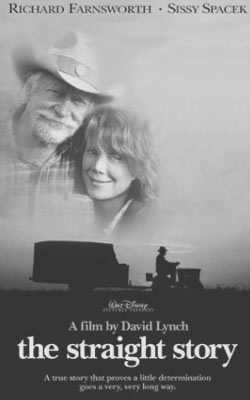 RICHARD FARNSWORTH · SISSY SPACEK
WALT DISNEY
PICTURES PRESENTS
A film by David Lynch
the straight story
A true story that proves a little determination
goes a very, very long way.